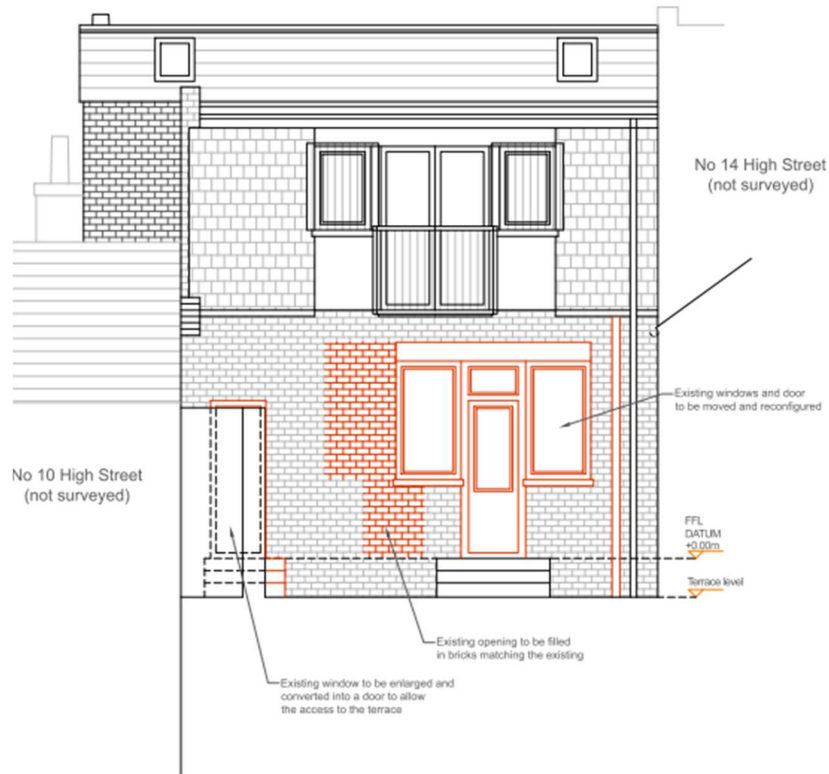 No 14 High Street
(not surveyed)
Existing windows and door
to be moved and reconfigured
No 10 High Street
(not surveyed)
FFL
DATUM
+0.00m
Terrace level
Existing opening to be filled
in bricks matching the existing
Existing window to be enlarged and
converted into a door to allow
the access to the terrace